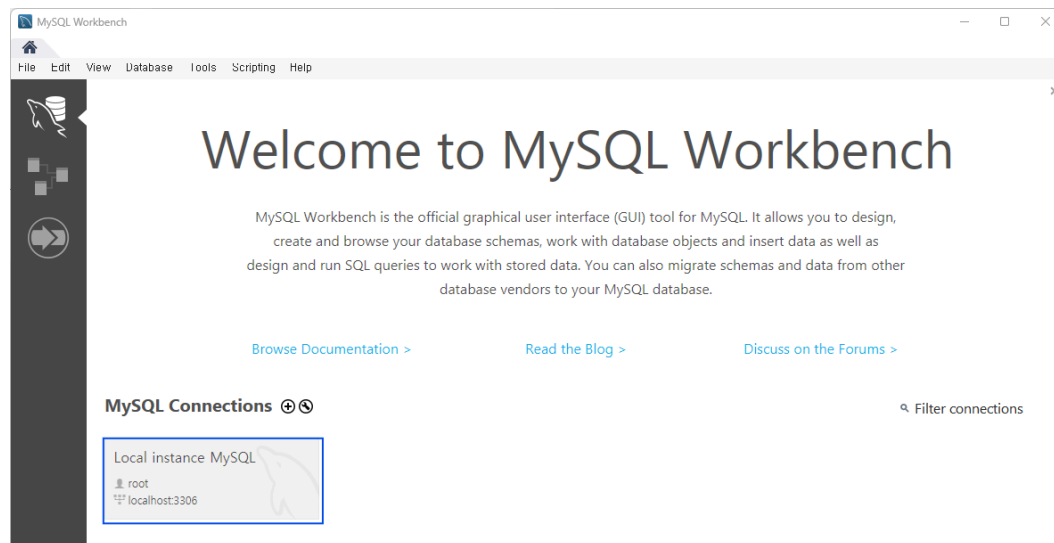 MySQL Workbench
File Edit View Database Tools Scripting Help
Welcome to MySQL Workbench
MySQL Workbench is the official graphical user interface (GUI) tool for MySQL. It allows you to design,
create and browse your database schemas, work with database objects and insert data as well as
design and run SQL queries to work with stored data. You can also migrate schemas and data from other
database vendors to your MySQL database.
Browse Documentation > Read the Blog > Discuss on the Forums >
MySQL Connections
Filter connections
Local instance MySQL
root
localhost:3306